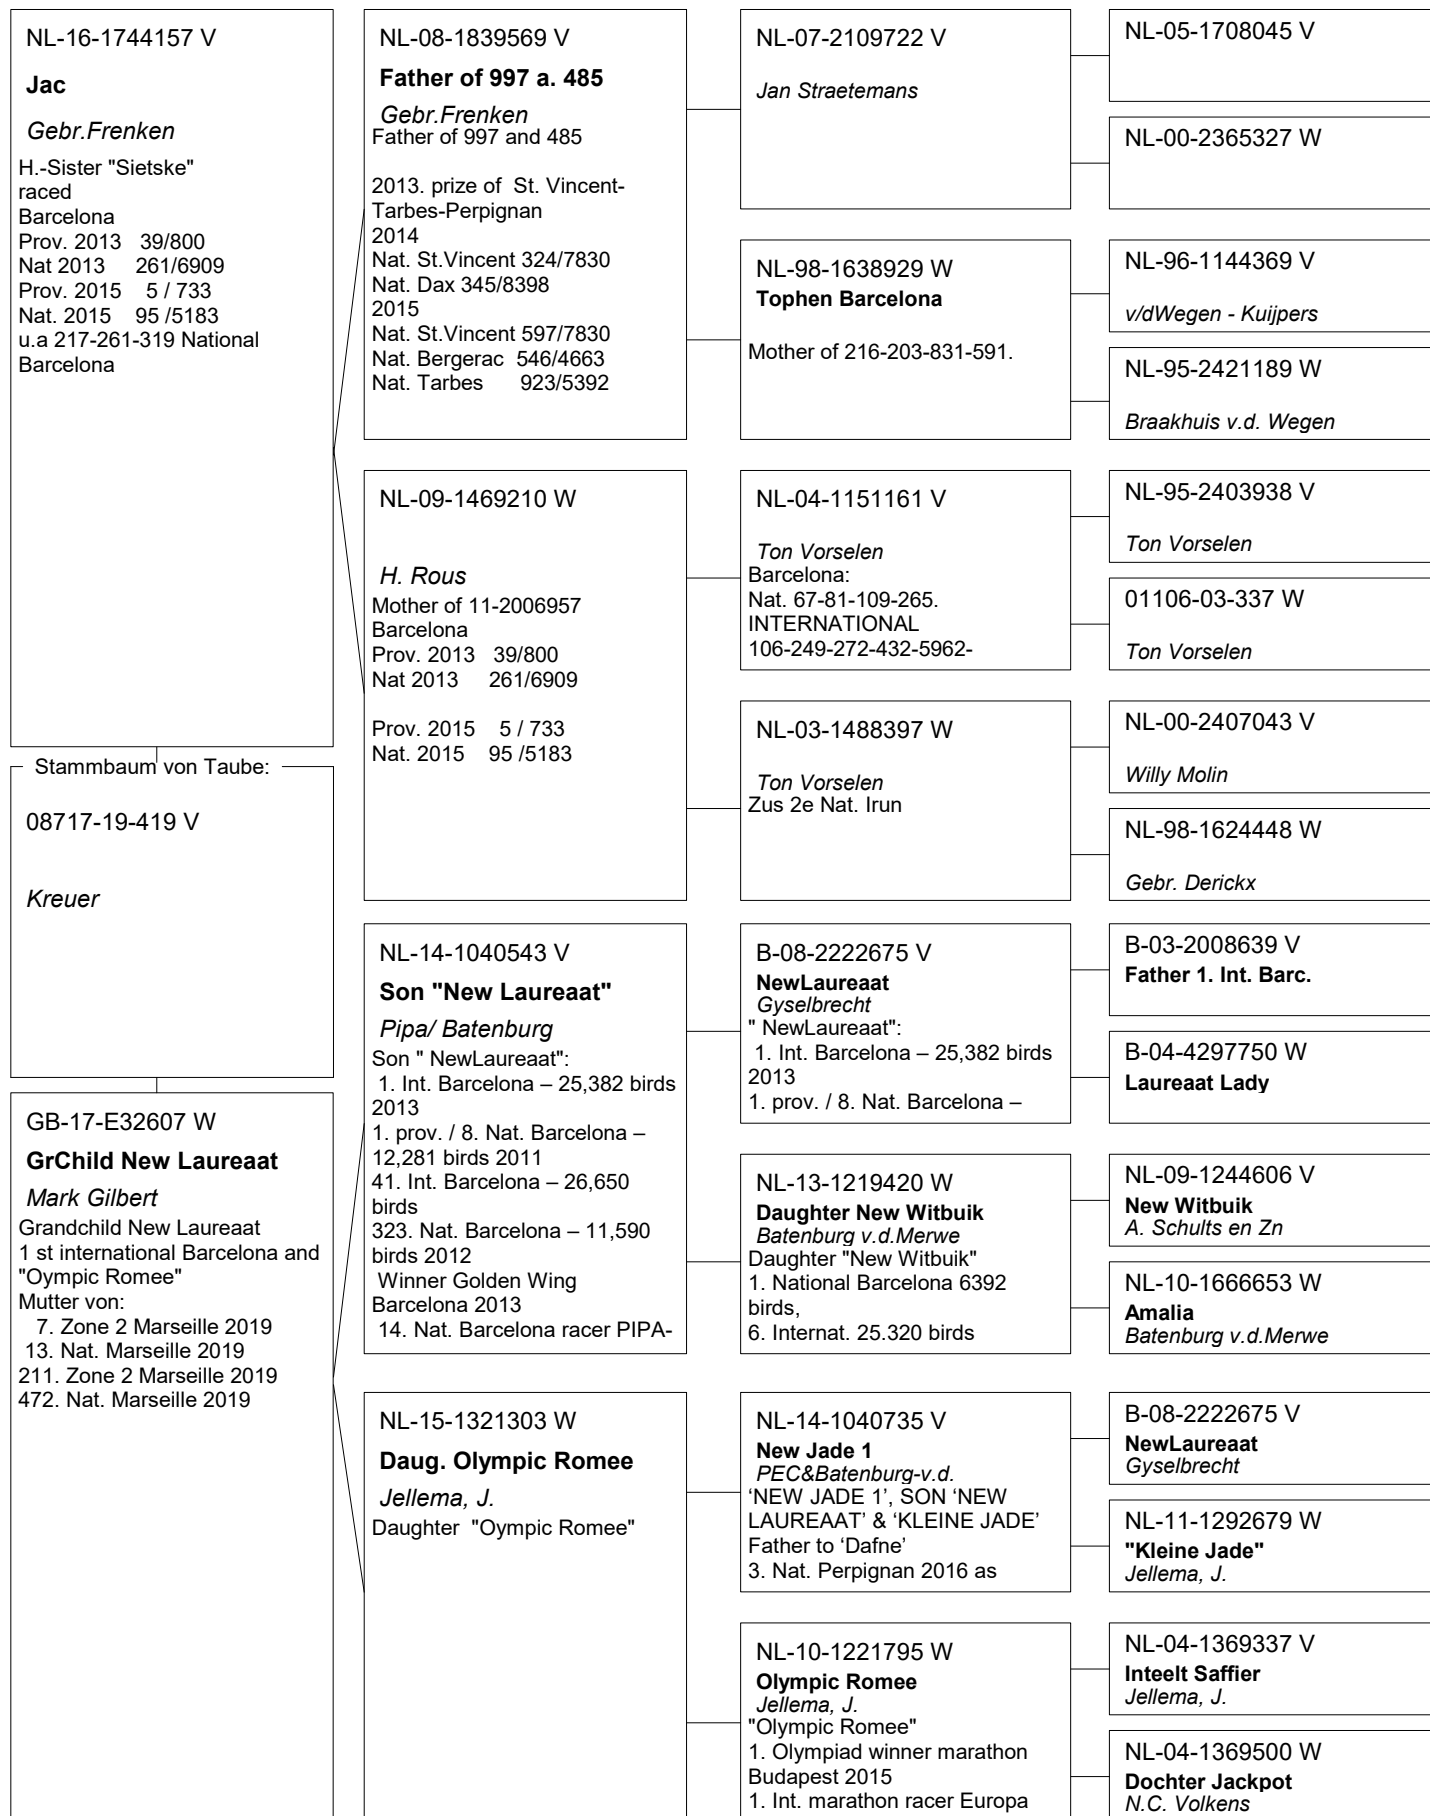 NL-16-1744157 V
Jac
Gebr.Frenken
H.-Sister "Sietske"
raced
Barcelona
Prov. 2013 39/800
Nat 2013 261/6909
Prov. 2015 5 / 733
Nat. 2015 95 /5183
u.a 217-261-319 National
Barcelona
Stammbaum von Taube:
08717-19-419 V
Kreuer
GB-17-E32607 W
GrChild New Laureaat
Mark Gilbert
Grandchild New Laureaat
1 st international Barcelona and
"Oympic Romee"
Mutter von:
7. Zone 2 Marseille 2019
13. Nat. Marseille 2019
211. Zone 2 Marseille 2019
472. Nat. Marseille 2019
NL-08-1839569 V
Father of 997 a. 485
Gebr.Frenken
Father of 997 and 485
2013. prize of St. Vincent-
Tarbes-Perpignan
2014
Nat. St.Vincent 324/7830
Nat. Dax 345/8398
2015
Nat. St.Vincent 597/7830
Nat. Bergerac 546/4663
Nat. Tarbes 923/5392
NL-09-1469210 W
H. Rous
Mother of 11-2006957
Barcelona
Prov. 2013 39/800
Nat 2013 261/6909
Prov. 2015 5 / 733
Nat. 2015 95 /5183
NL-14-1040543 V
Son "New Laureaat"
Pipa/ Batenburg
Son " NewLaureaat":
1. Int. Barcelona – 25,382 birds
2013
1. prov. / 8. Nat. Barcelona –
12,281 birds 2011
41. Int. Barcelona – 26,650
birds
323. Nat. Barcelona – 11,590
birds 2012
Winner Golden Wing
Barcelona 2013
14. Nat. Barcelona racer PIPA-
NL-15-1321303 W
Daug. Olympic Romee
Jellema, J.
Daughter "Oympic Romee"
NL-07-2109722 V
Jan Straetemans
NL-98-1638929 W
Tophen Barcelona
Mother of 216-203-831-591.
NL-04-1151161 V
Ton Vorselen
Barcelona:
Nat. 67-81-109-265.
INTERNATIONAL
106-249-272-432-5962-
NL-03-1488397 W
Ton Vorselen
Zus 2e Nat. Irun
B-08-2222675 V
NewLaureaat
Gyselbrecht
" NewLaureaat":
1. Int. Barcelona – 25,382 birds
2013
1. prov. / 8. Nat. Barcelona –
NL-13-1219420 W
Daughter New Witbuik
Batenburg v.d.Merwe
Daughter "New Witbuik"
1. National Barcelona 6392
birds,
6. Internat. 25.320 birds
NL-14-1040735 V
New Jade 1
PEC&Batenburg-v.d.
‘NEW JADE 1’, SON ‘NEW
LAUREAAT’ & ‘KLEINE JADE’
Father to ‘Dafne’
3. Nat. Perpignan 2016 as
NL-10-1221795 W
Olympic Romee
Jellema, J.
"Olympic Romee"
1. Olympiad winner marathon
Budapest 2015
1. Int. marathon racer Europa
NL-05-1708045 V
NL-00-2365327 W
NL-96-1144369 V
v/dWegen - Kuijpers
NL-95-2421189 W
Braakhuis v.d. Wegen
NL-95-2403938 V
Ton Vorselen
01106-03-337 W
Ton Vorselen
NL-00-2407043 V
Willy Molin
NL-98-1624448 W
Gebr. Derickx
B-03-2008639 V
Father 1. Int. Barc.
B-04-4297750 W
Laureaat Lady
NL-09-1244606 V
New Witbuik
A. Schults en Zn
NL-10-1666653 W
Amalia
Batenburg v.d.Merwe
B-08-2222675 V
NewLaureaat
Gyselbrecht
NL-11-1292679 W
"Kleine Jade"
Jellema, J.
NL-04-1369337 V
Inteelt Saffier
Jellema, J.
NL-04-1369500 W
Dochter Jackpot
N.C. Volkens